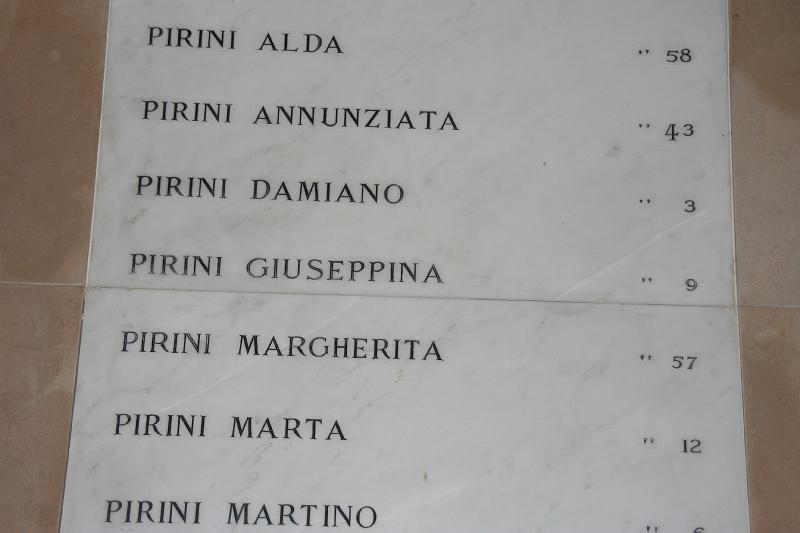 PIRINI ALDA " 58
PIRINI ANNUNZIATA " 43
PIRINI DAMIANO " 3
PIRINI GIUSEPPINA " 9
PIRINI MARGHERITA " 57
PIRINI MARTA " 12
PIRINI MARTINO "